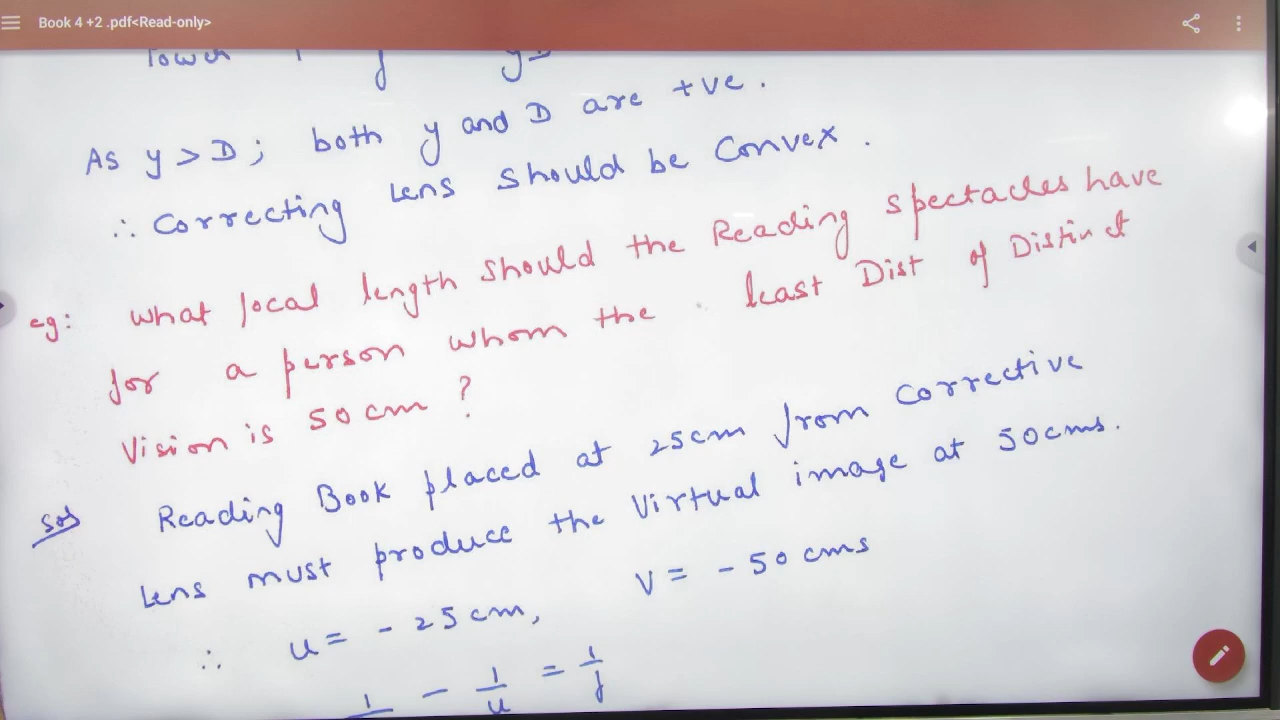 Book 4 +2 .pdf<Read-only>
As y > D ; both y and D are +ve .
∴ Correcting Lens should be Convex .
eg: what focal length should the Reading spectacles have
for a person whom the least Dist of Distinct
Vision is 50 cm ?
Sol Reading Book placed at 25cm from corrective
Lens must produce the Virtual image at 50cms.
∴ u = - 25 cm, V = - 50 cms
- 1/u = 1/f